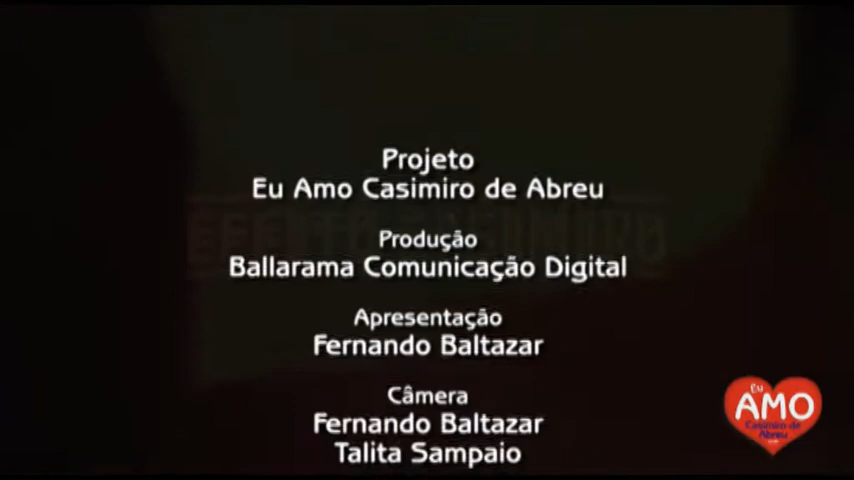 Projeto
Eu Amo Casimiro de Abreu
Produção
Ballarama Comunicação Digital
Apresentação
Fernando Baltazar
Câmera
Fernando Baltazar
Talita Sampaio
Eu
AMO
Casimiro de
Abreu